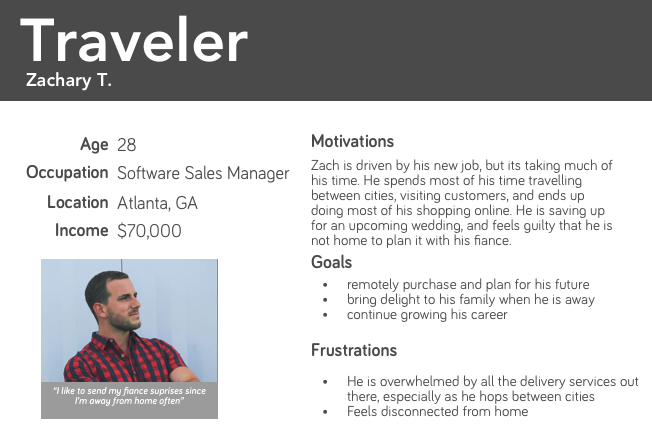 Traveler
Zachary T.
Age 28
Occupation Software Sales Manager
Location Atlanta, GA
Income $70,000
"I like to send my fiance suprises since
I'm away from home often"
Motivations
Zach is driven by his new job, but its taking much of
his time. He spends most of his time travelling
between cities, visiting customers, and ends up
doing most of his shopping online. He is saving up
for an upcoming wedding, and feels guilty that he is
not home to plan it with his fiance.
Goals
• remotely purchase and plan for his future
• bring delight to his family when he is away
• continue growing his career
Frustrations
• He is overwhelmed by all the delivery services out
there, especially as he hops between cities
• Feels disconnected from home